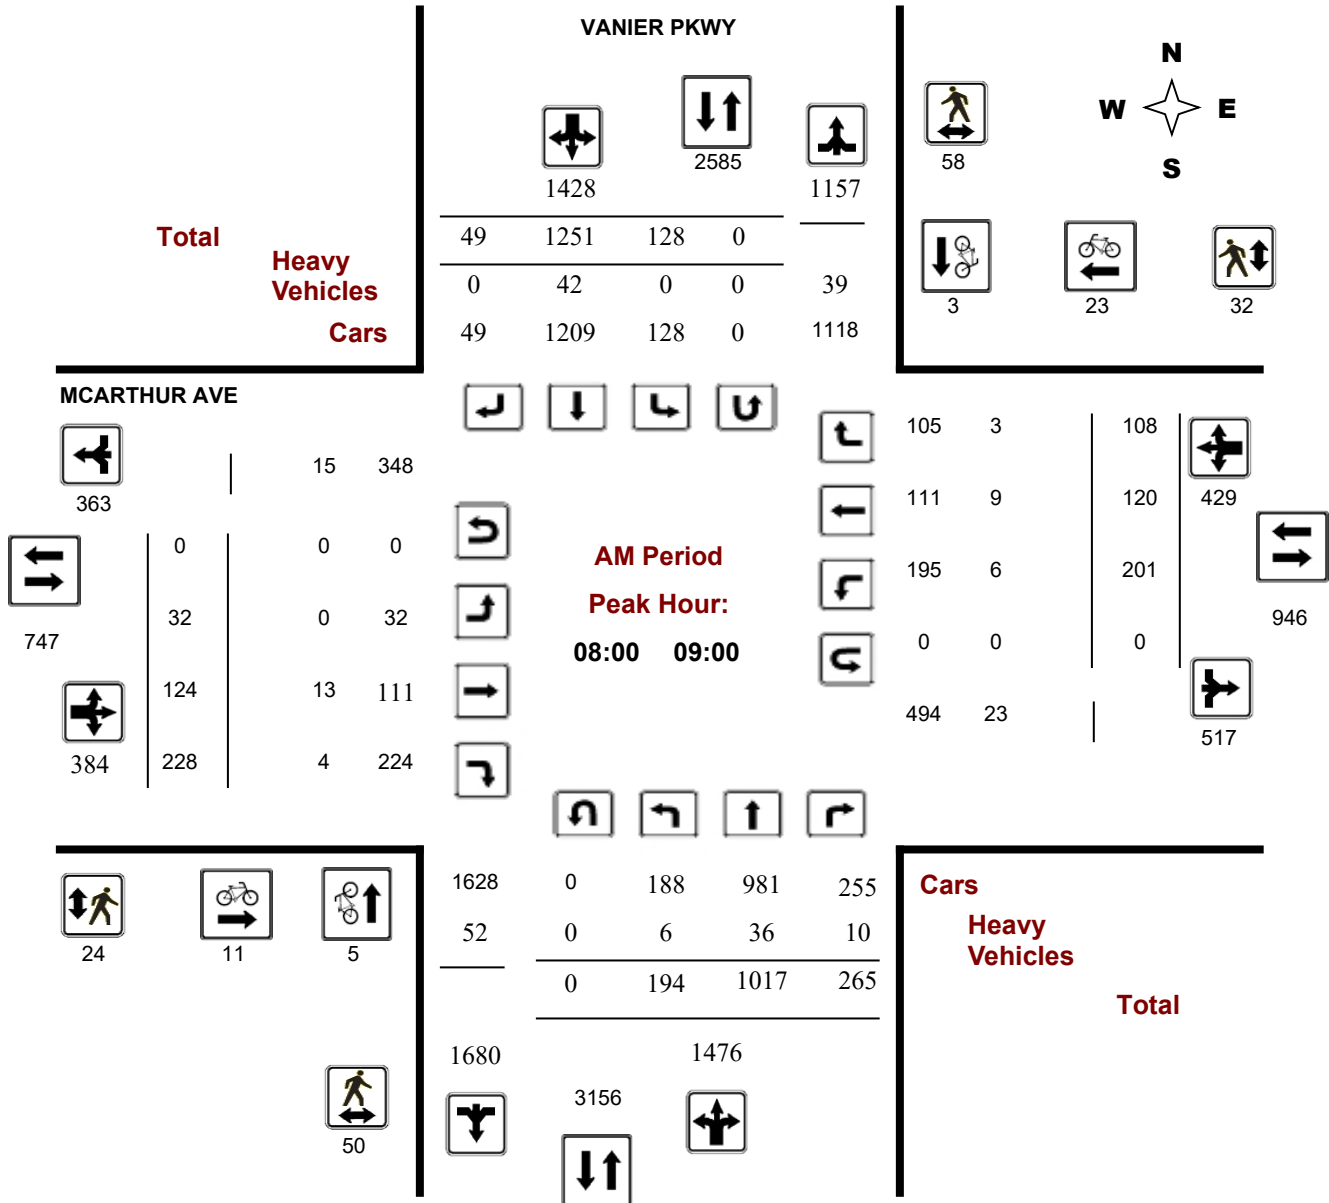 VANIER PKWY
N
W E
S
58
2585
1428 1157
Total
49 1251 128 0
Heavy
Vehicles
0 42 0 0 39
Cars
49 1209 128 0 1118
3 23 32
MCARTHUR AVE
105 3 108
15 348
363
429
111 9 120
0 0 0
AM Period
195 6 201
Peak Hour:
32 0 32
946
747
08:00 09:00
0 0 0
124 13 111
494 23
517
384 228 4 224
1628 0 188 981 255
Cars
52 0 6 36 10
Heavy
Vehicles
24 11 5
0 194 1017 265
Total
1680 1476
3156
50